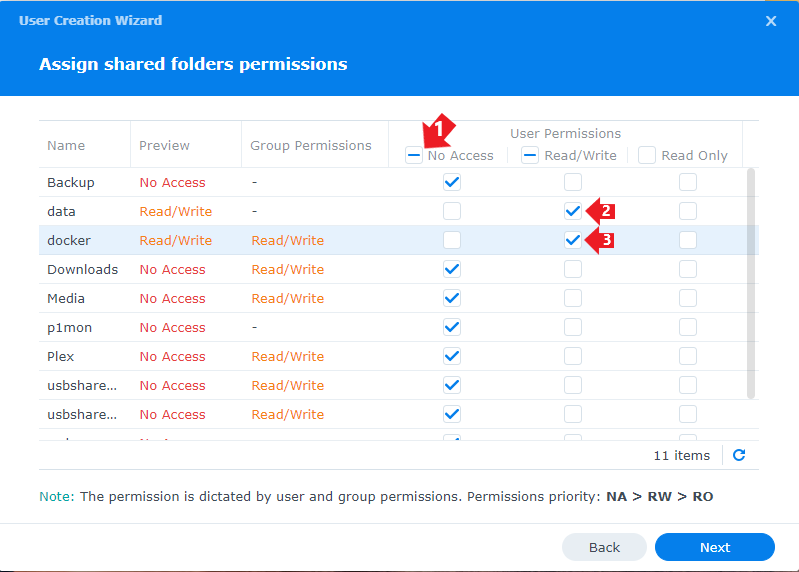 User Creation Wizard
Assign shared folders permissions
Name Preview Group Permissions User Permissions
No Access Read/Write Read Only
1
Backup No Access -
data Read/Write - 2
docker Read/Write Read/Write 3
Downloads No Access Read/Write
Media No Access Read/Write
p1mon No Access -
Plex No Access Read/Write
usbshare... No Access Read/Write
usbshare... No Access Read/Write
11 items
Note: The permission is dictated by user and group permissions. Permissions priority: NA > RW > RO
Back Next